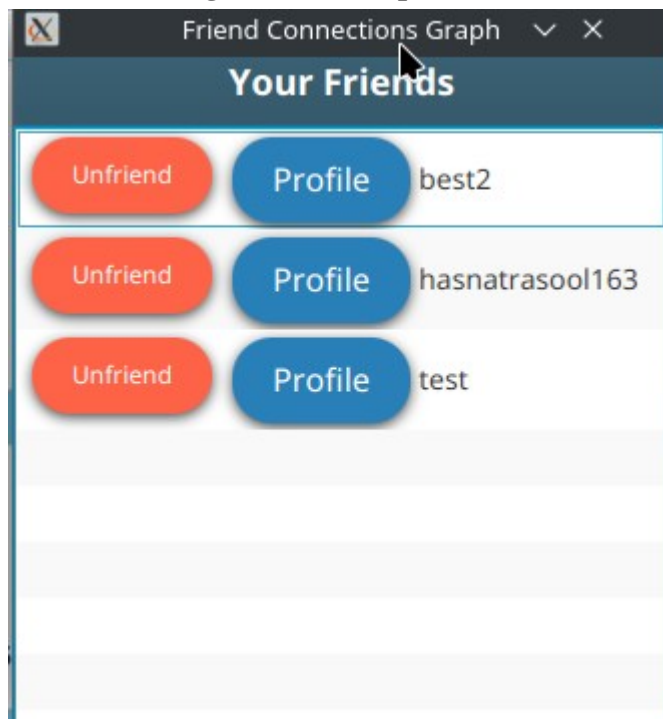 Friend Connections Graph
Your Friends
Unfriend Profile best2
Unfriend Profile hasnatrasool163
Unfriend Profile test